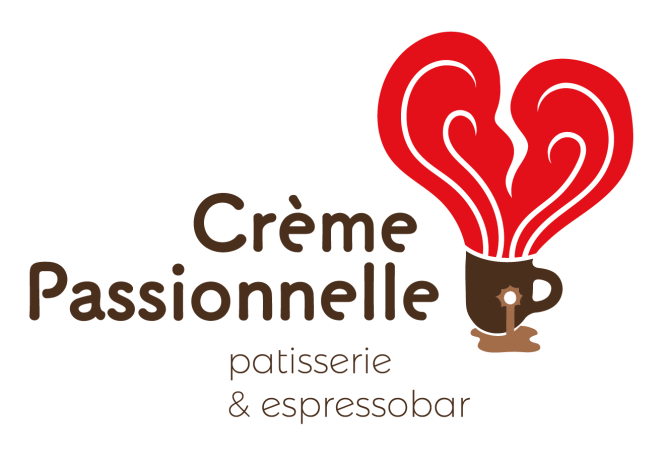 Crème
Passionnelle
patisserie
& espressobar